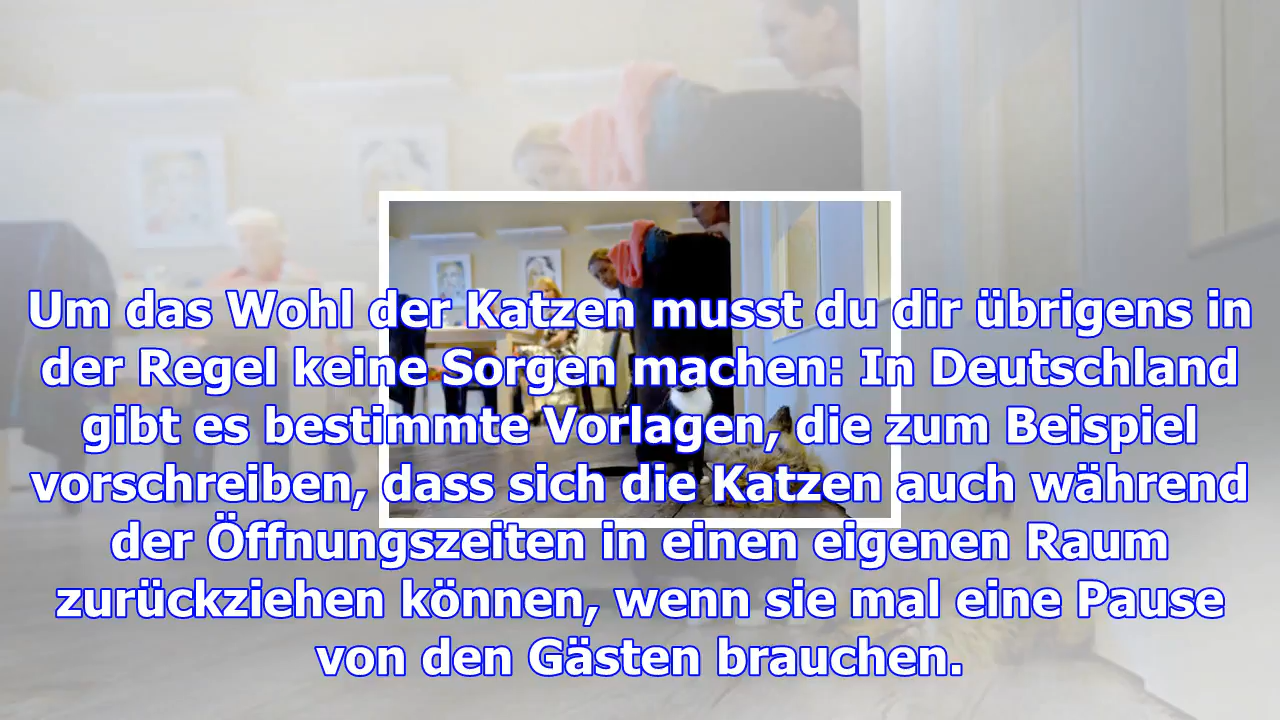 Um das Wohl der Katzen musst du dir übrigens in
der Regel keine Sorgen machen: In Deutschland
gibt es bestimmte Vorlagen, die zum Beispiel
vorschreiben, dass sich die Katzen auch während
der Öffnungszeiten in einen eigenen Raum
zurückziehen können, wenn sie mal eine Pause
von den Gästen brauchen.